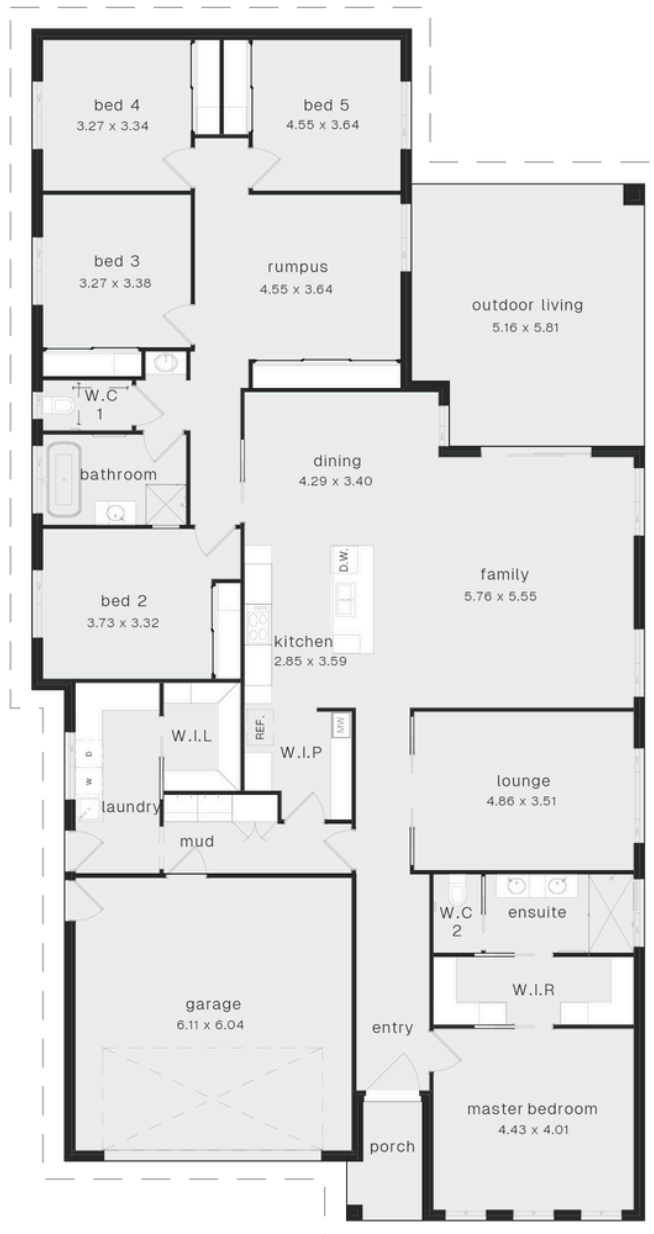 bed 4
3.27 x 3.34
bed 5
4.55 x 3.64
bed 3
3.27 x 3.38
rumpus
4.55 x 3.64
outdoor living
5.16 x 5.81
W.C
1
bathroom
dining
4.29 x 3.40
D.W.
family
5.76 x 5.55
bed 2
3.73 x 3.32
kitchen
2.85 x 3.59
W.I.L
REF.
MW
W.I.P
D
W
laundry
mud
lounge
4.86 x 3.51
W.C
2
ensuite
W.I.R
garage
6.11 x 6.04
entry
master bedroom
4.43 x 4.01
porch